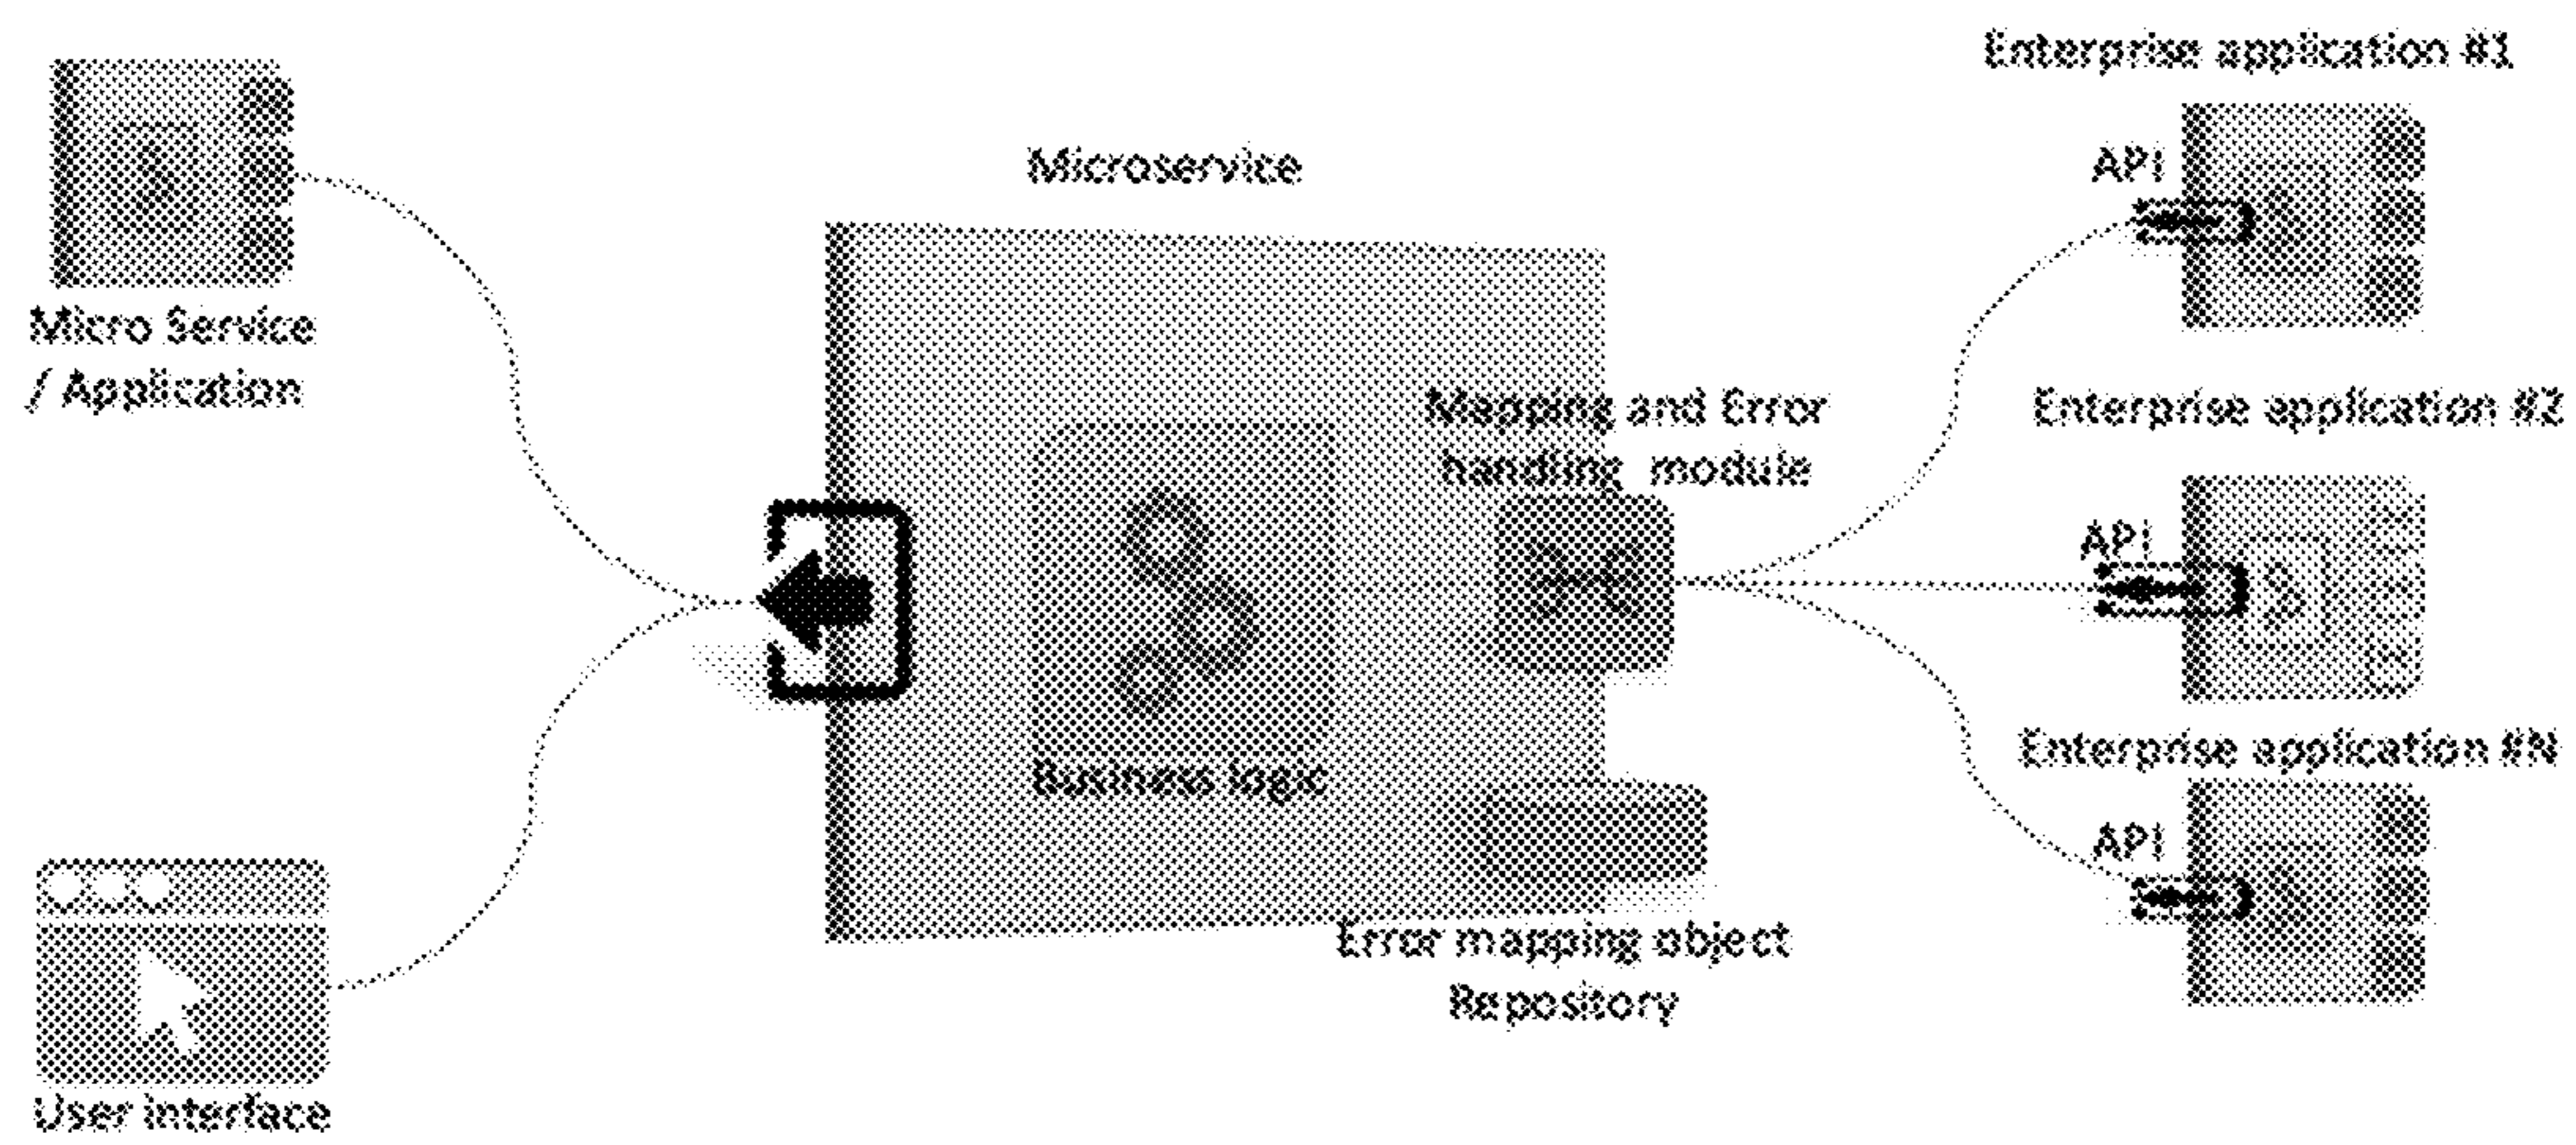 Enterprise application #1
API
Microservice
Micro Service
/ Application
Mapping and Error
handling module
Enterprise application #2
API
Business logic
Enterprise application #N
API
Error mapping object
Repository
User interface